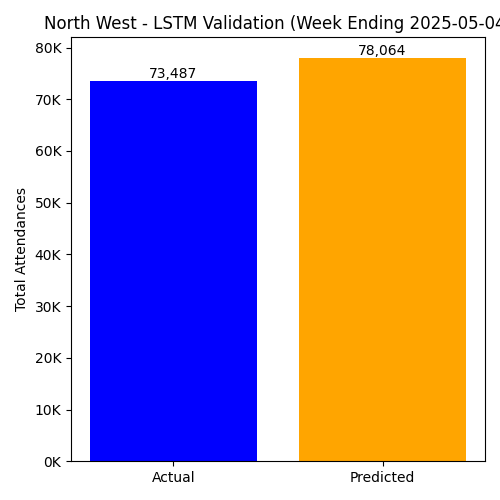 North West - LSTM Validation (Week Ending 2025-05-04
78,064
73,487
80K
70K
60K
50K
40K
30K
20K
10K
0K
Total Attendances
Actual
Predicted